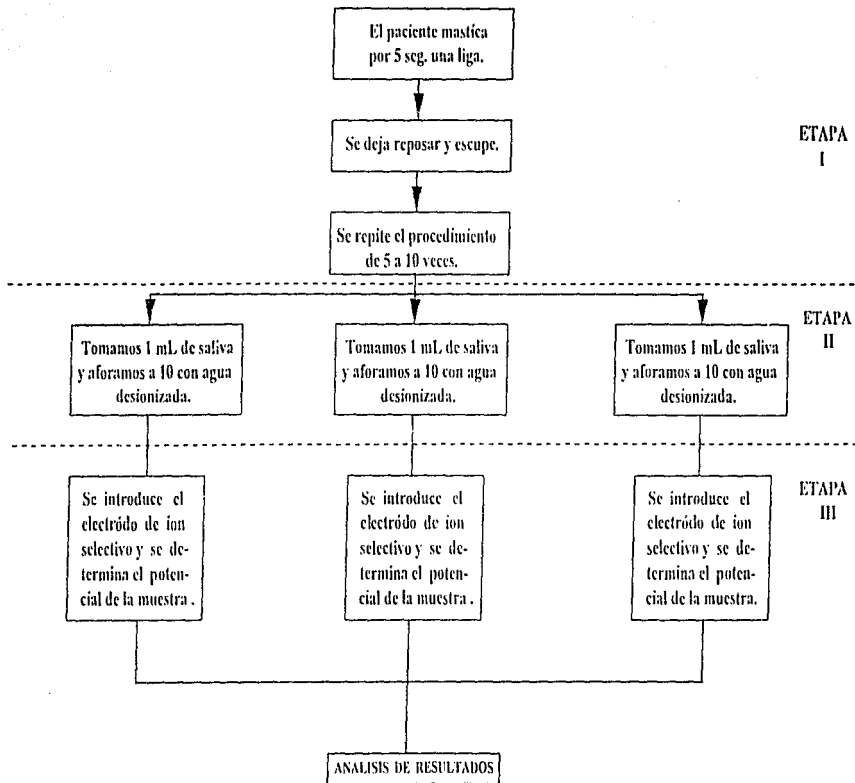 El paciente mastica
por 5 seg. una liga.
Se deja reposar y escupe.
ETAPA
I
Se repite el procedimiento
de 5 a 10 veces.
ETAPA
II
Tomamos 1 mL de saliva
y aforamos a 10 con agua
desionizada.
Tomamos 1 mL de saliva
y aforamos a 10 con agua
desionizada.
Tomamos 1 mL de saliva
y aforamos a 10 con agua
desionizada.
ETAPA
III
Se introduce el
electródo de ion
selectivo y se de-
termina el poten-
cial de la muestra .
Se introduce el
electródo de ion
selectivo y se de-
termina el poten-
cial de la muestra.
Se introduce el
electródo de ion
selectivo y se de-
termina el poten-
cial de la muestra.
ANALISIS DE RESULTADOS